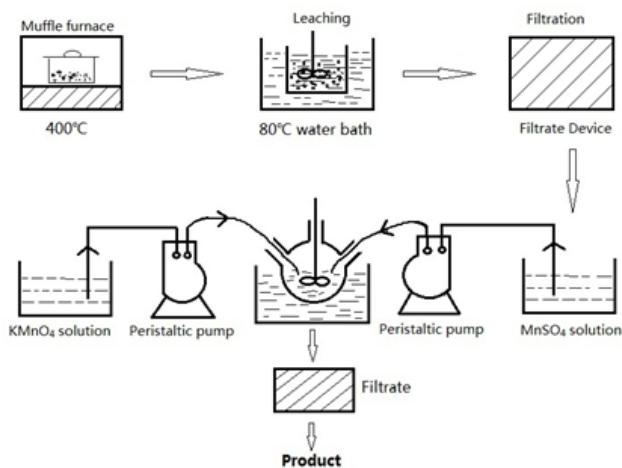 Muffle furnace
Leaching
Filtration
400℃
80℃ water bath
Filtrate Device
KMnO₄ solution
Peristaltic pump
Peristaltic pump
MnSO₄ solution
Filtrate
Product